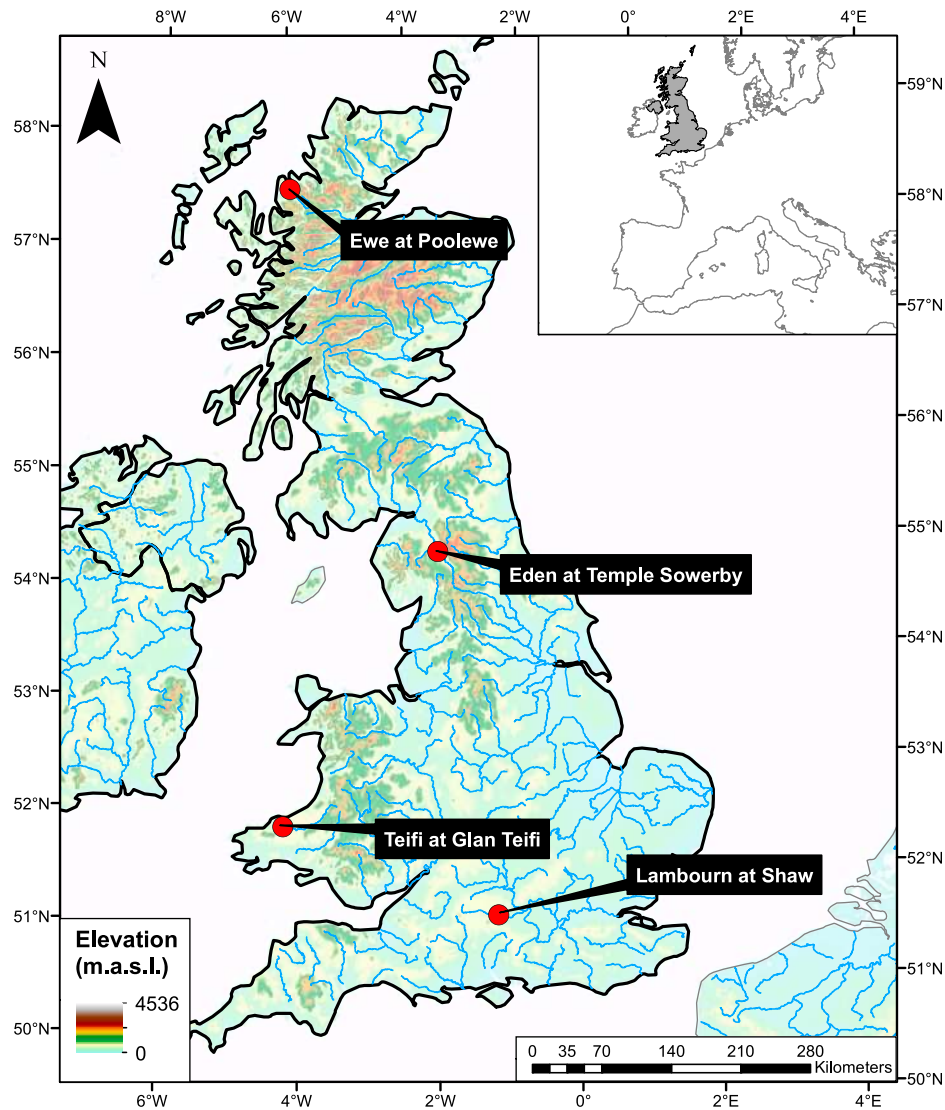 8°W 6°W 4°W 2°W 0° 2°E 4°E
N
59°N
58°N
58°N
57°N
Ewe at Poolewe
57°N
56°N
56°N
55°N
55°N
Eden at Temple Sowerby
54°N
54°N
53°N
53°N
52°N
Teifi at Glan Teifi
52°N
Lambourn at Shaw
51°N
Elevation
(m.a.s.l.)
51°N
4536
50°N
0
0 35 70 140 210 280
Kilometers
50°N
6°W 4°W 2°W 0° 2°E 4°E